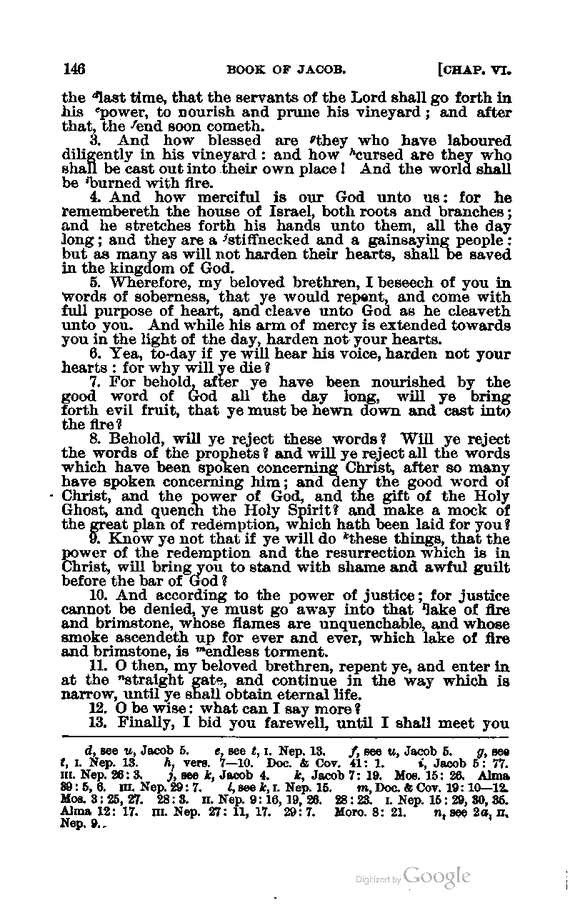 146 BOOK OF JACOB. [CHAP. VI.
the dlast time, that the servants of the Lord shall go forth in
his epower, to nourish and prune his vineyard; and after
that, the fend soon cometh.
3. And how blessed are gthey who have laboured
diligently in his vineyard: and how hcursed are they who
shall be cast out into their own place! And the world shall
be iburned with fire.
4. And how merciful is our God unto us: for he
remembereth the house of Israel, both roots and branches;
and he stretches forth his hands unto them, all the day
long; and they are a jstiffnecked and a gainsaying people:
but as many as will not harden their hearts, shall be saved
in the kingdom of God.
5. Wherefore, my beloved brethren, I beseech of you in
words of soberness, that ye would repent, and come with
full purpose of heart, and cleave unto God as he cleaveth
unto you. And while his arm of mercy is extended towards
you in the light of the day, harden not your hearts.
6. Yea, to-day if ye will hear his voice, harden not your
hearts: for why will ye die?
7. For behold, after ye have been nourished by the
good word of God all the day long, will ye bring
forth evil fruit, that ye must be hewn down and cast into
the fire?
8. Behold, will ye reject these words? Will ye reject
the words of the prophets? and will ye reject all the words
which have been spoken concerning Christ, after so many
have spoken concerning him; and deny the good word of
Christ, and the power of God, and the gift of the Holy
Ghost, and quench the Holy Spirit? and make a mock of
the great plan of redemption, which hath been laid for you?
9. Know ye not that if ye will do kthese things, that the
power of the redemption and the resurrection which is in
Christ, will bring you to stand with shame and awful guilt
before the bar of God?
10. And according to the power of justice; for justice
cannot be denied, ye must go away into that llake of fire
and brimstone, whose flames are unquenchable, and whose
smoke ascendeth up for ever and ever, which lake of fire
and brimstone, is mendless torment.
11. O then, my beloved brethren, repent ye, and enter in
at the nstraight gate, and continue in the way which is
narrow, until ye shall obtain eternal life.
12. O be wise: what can I say more?
13. Finally, I bid you farewell, until I shall meet you
d, see u, Jacob 5. e, see t, I. Nep. 13. f, see u, Jacob 5. g, see
t, I. Nep. 13. h, vers. 7—10. Doc. & Cov. 41: 1. i, Jacob 5: 77.
III. Nep. 26: 3. j, see k, Jacob 4. k, Jacob 7: 19. Mos. 15: 26. Alma
39: 5, 6. III. Nep. 29: 7. l, see k, I. Nep. 15. m, Doc. & Cov. 19: 10—12.
Mos. 3: 25, 27. 28: 3. II. Nep. 9: 16, 19, 26. 28: 23. I. Nep. 15: 29, 30, 35.
Alma 12: 17. III. Nep. 27: 11, 17. 29: 7. Moro. 8: 21. n, see 2a, II.
Nep. 9.
Digitized by Google